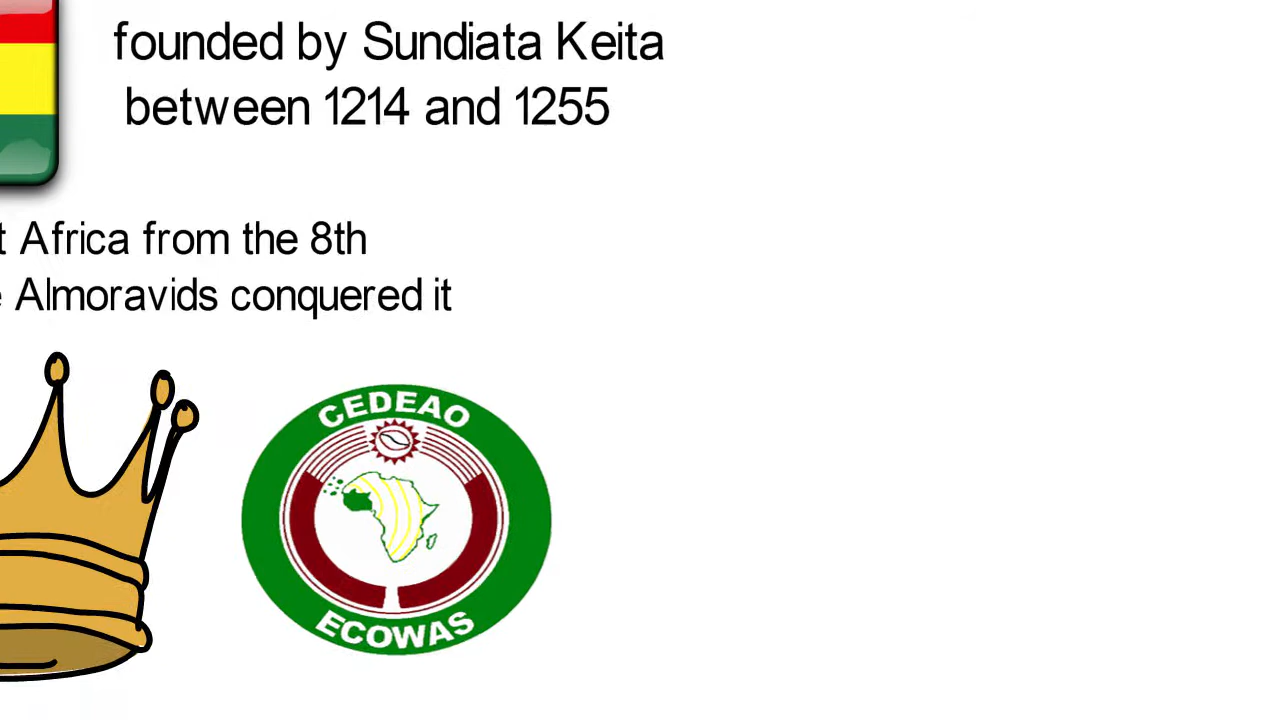 founded by Sundiata Keita
between 1214 and 1255
Africa from the 8th
Almoravids conquered it
CEDEAO
ECOWAS